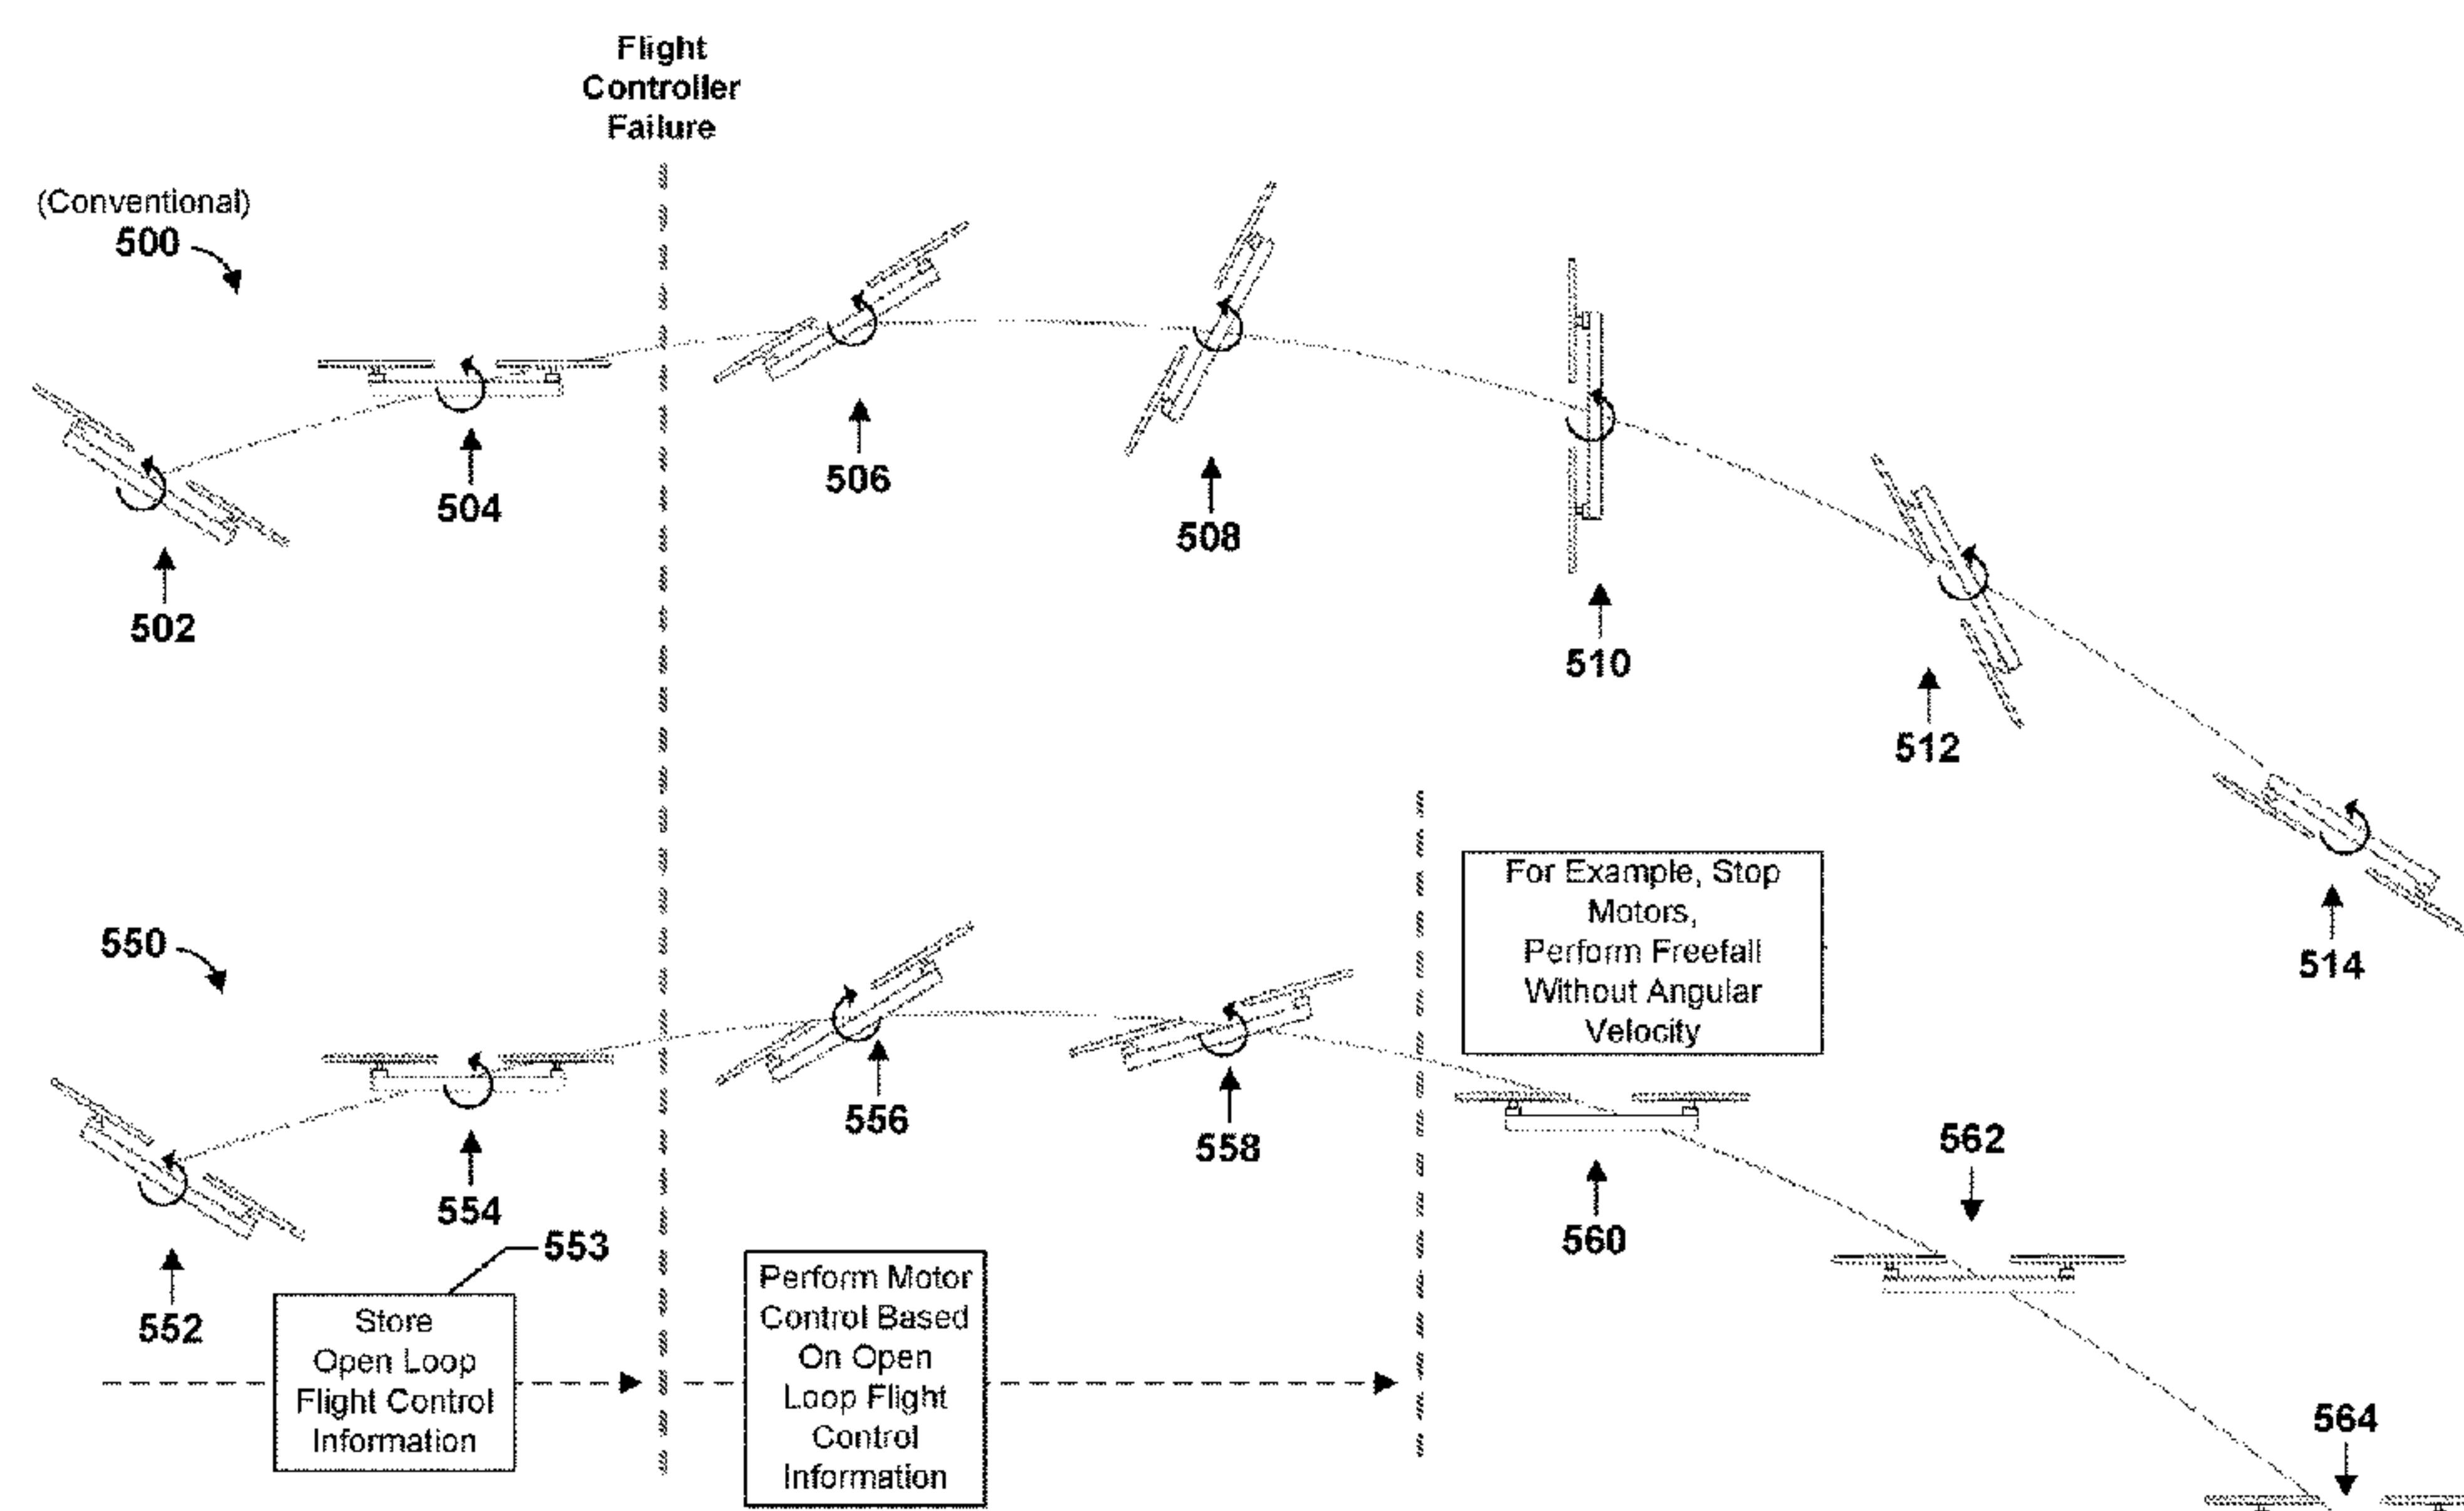 Flight
Controller
Failure
(Conventional)
500
502
504
506
508
510
512
514
550
552
554
553
556
558
560
562
564
Store
Open Loop
Flight Control
Information
Perform Motor
Control Based
On Open
Loop Flight
Control
Information
For Example, Stop
Motors,
Perform Freefall
Without Angular
Velocity